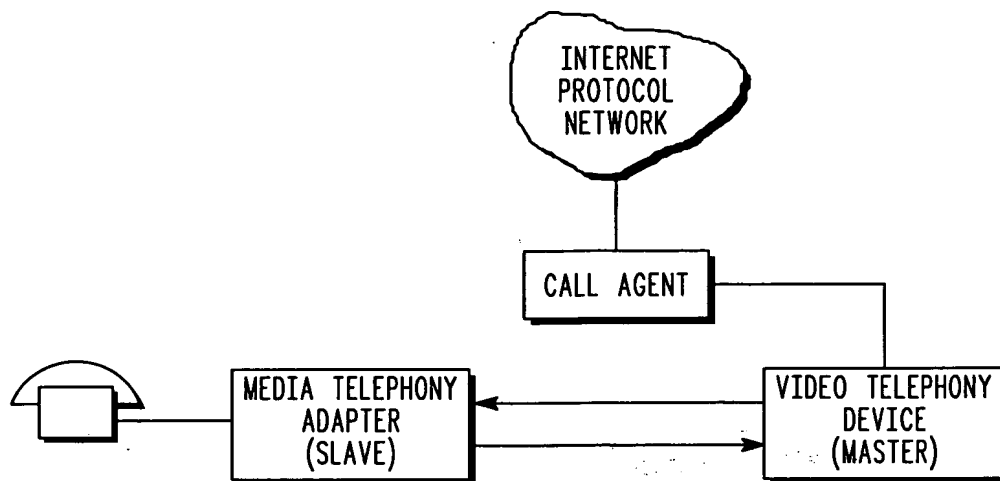 INTERNET
PROTOCOL
NETWORK
CALL AGENT
MEDIA TELEPHONY
ADAPTER
(SLAVE)
VIDEO TELEPHONY
DEVICE
(MASTER)